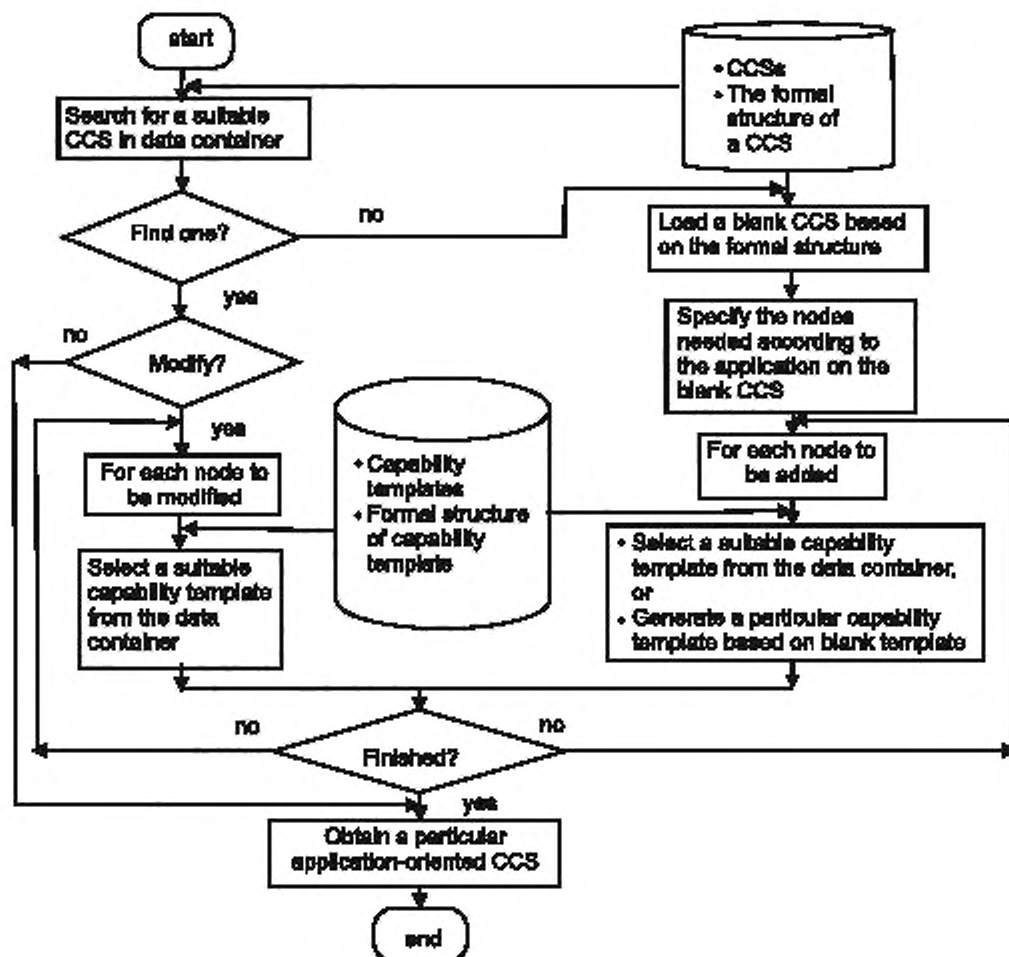 start
• CCSs
• The formal
structure of
a CCS
Search for a suitable
CCS in data container
Find one?
no
Load a blank CCS based
on the formal structure
yes
no
Modify?
Specify the nodes
needed according to
the application on the
blank CCS
yes
For each node to
be modified
• Capability
templates
• Formal structure
of capability
template
For each node to
be added
Select a suitable
capability template
from the data
container
• Select a suitable capability
template from the data container,
or
• Generate a particular capability
template based on blank template
no
no
Finished?
yes
Obtain a particular
application-oriented CCS
end